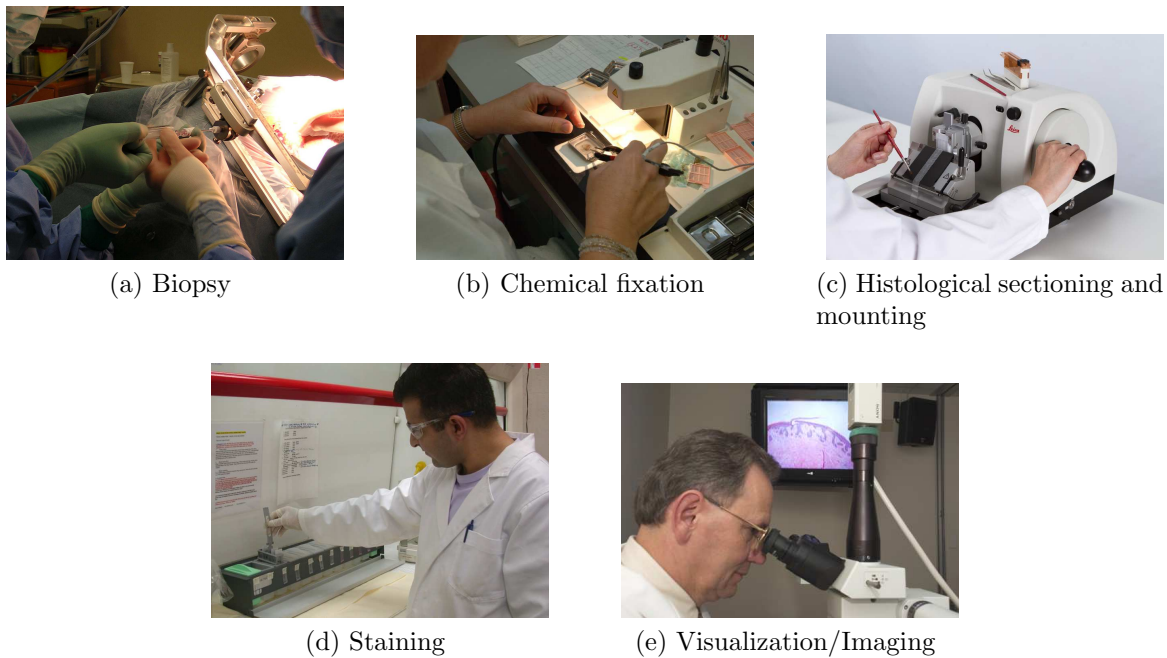 (a) Biopsy
(b) Chemical fixation
(c) Histological sectioning and
mounting
(d) Staining
(e) Visualization/Imaging